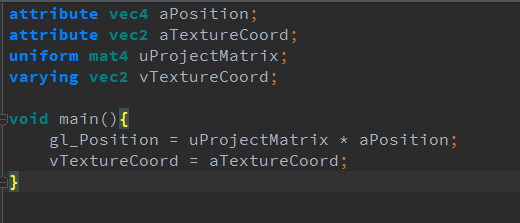 attribute vec4 aPosition;
attribute vec2 aTextureCoord;
uniform mat4 uProjectMatrix;
varying vec2 vTextureCoord;
void main(){
    gl_Position = uProjectMatrix * aPosition;
    vTextureCoord = aTextureCoord;
}